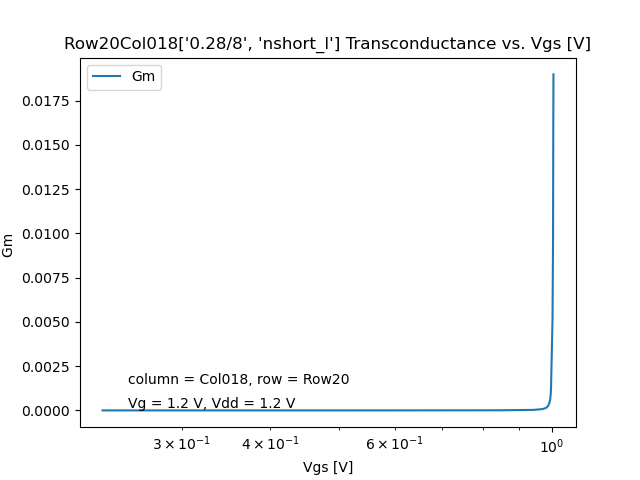 Row20Col018['0.28/8', 'nshort_l'] Transconductance vs. Vgs [V]
Gm
0.0175
0.0150
0.0125
0.0100
0.0075
0.0050
0.0025
0.0000
Gm
column = Col018, row = Row20
Vg = 1.2 V, Vdd = 1.2 V
3 × 10⁻¹ 4 × 10⁻¹ 6 × 10⁻¹ 10⁰
Vgs [V]